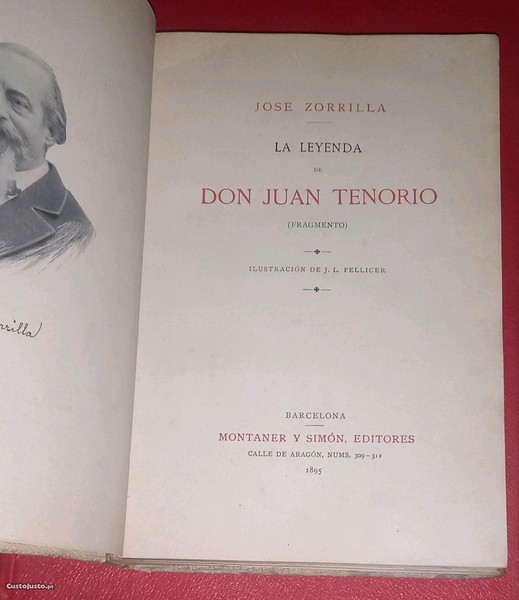 JOSE ZORRILLA
LA LEYENDA
DE
DON JUAN TENORIO
(FRAGMENTO)
ILUSTRACIÓN DE J. L. PELLICER
BARCELONA
MONTANER Y SIMÓN, EDITORES
CALLE DE ARAGÓN, NUMS. 309-311
1895
rrilla
CustoJusto.pt